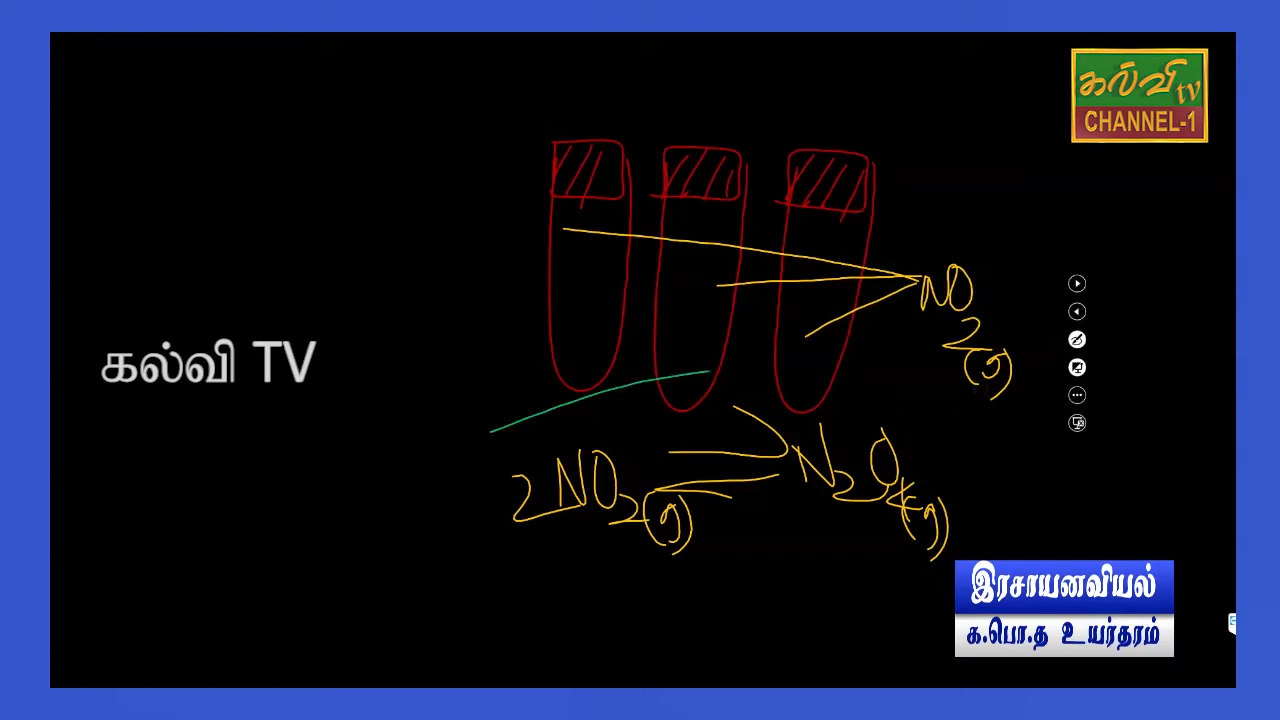 கல்வி tv
CHANNEL-1
NO2(g)
கல்வி TV
2NO2(g) ⇌ N2O4(g)
இரசாயனவியல்
க.பொ.த உயர்தரம்